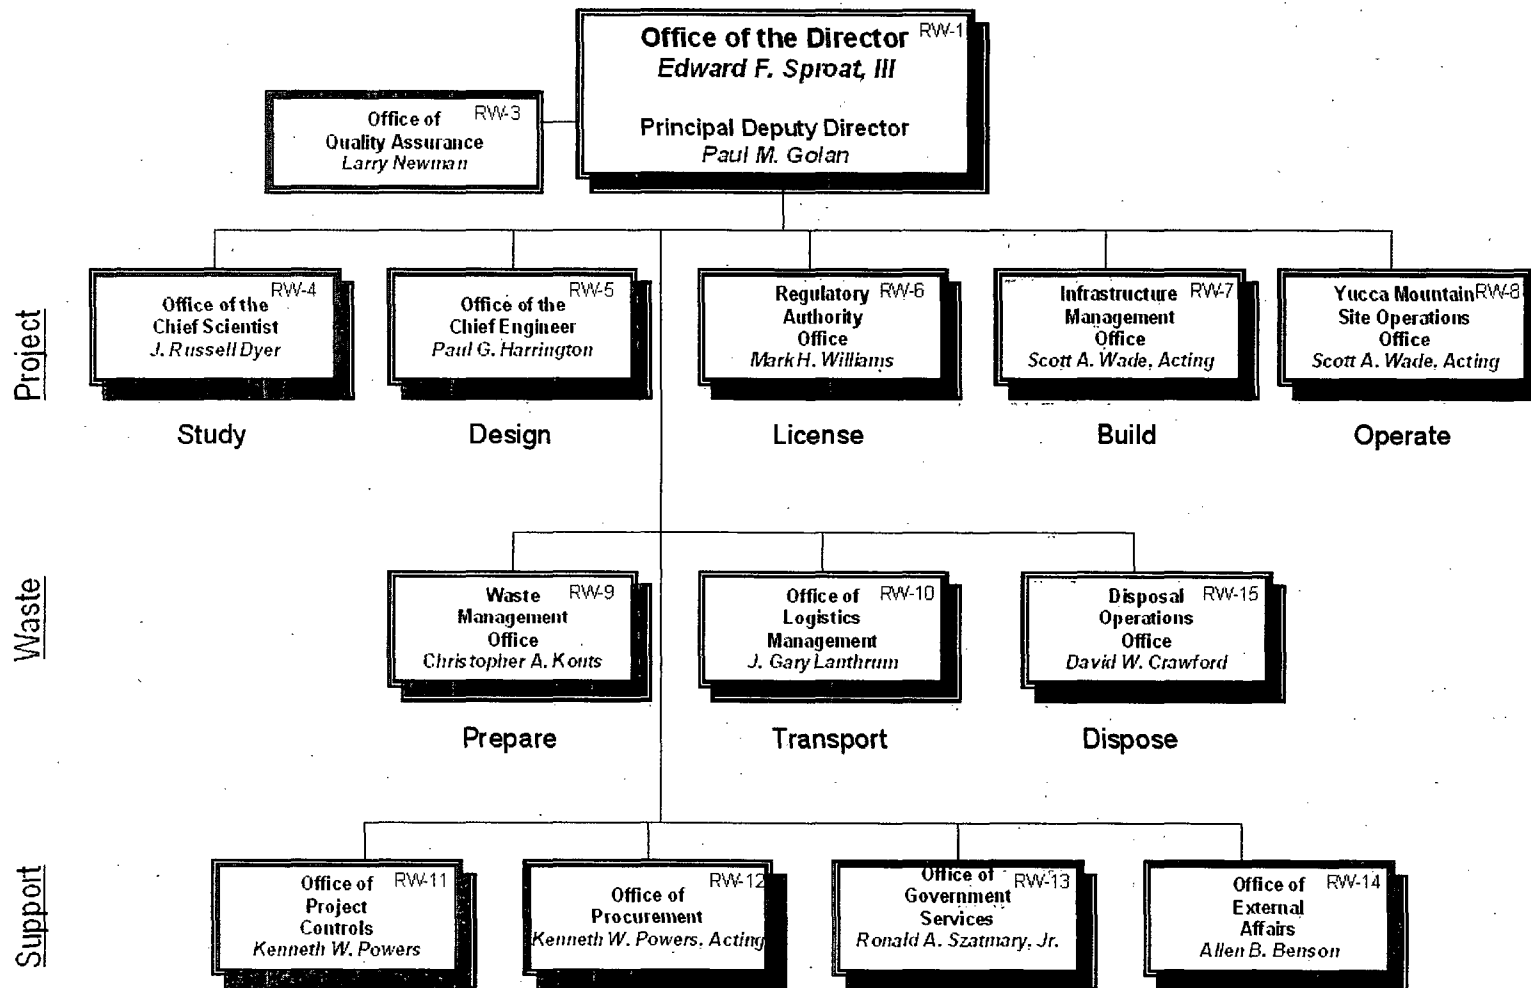 Office of the Director RW-1
Edward F. Sproat, III
Principal Deputy Director
Paul M. Golan
Office of RW-3
Quality Assurance
Larry Newman
Project
RW-4
Office of the
Chief Scientist
J. Russell Dyer
Study
RW-5
Office of the
Chief Engineer
Paul G. Harrington
Design
Regulatory RW-6
Authority
Office
Mark H. Williams
License
Infrastructure RW-7
Management
Office
Scott A. Wade, Acting
Build
Yucca Mountain RW-8
Site Operations
Office
Scott A. Wade, Acting
Operate
Waste
Waste RW-9
Management
Office
Christopher A. Kouts
Prepare
Office of RW-10
Logistics
Management
J. Gary Lanthrum
Transport
Disposal RW-15
Operations
Office
David W. Crawford
Dispose
Support
Office of RW-11
Project
Controls
Kenneth W. Powers
RW-12
Office of
Procurement
Kenneth W. Powers, Acting
Office of RW-13
Government
Services
Ronald A. Szatmary, Jr.
Office of RW-14
External
Affairs
Allen B. Benson